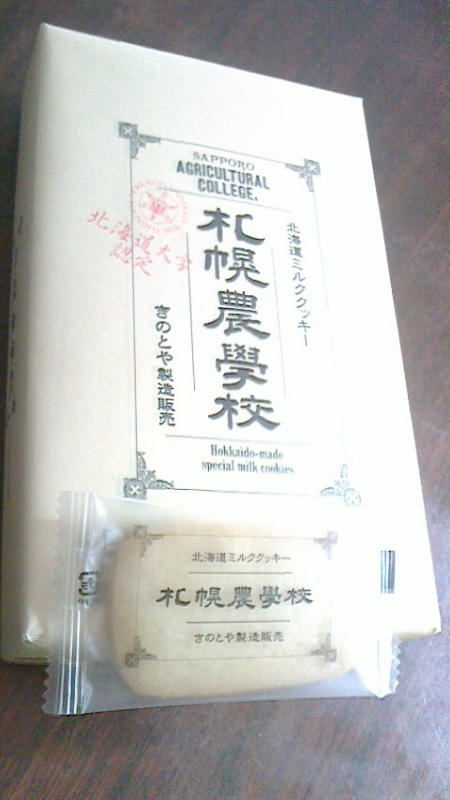 SAPPORO
AGRICULTURAL
COLLEGE,
北海道ミルククッキー
札幌農學校
きのとや製造販売
北海道大学
認定
Hokkaido-made
special milk cookies
北海道ミルククッキー
札幌農學校
きのとや製造販売